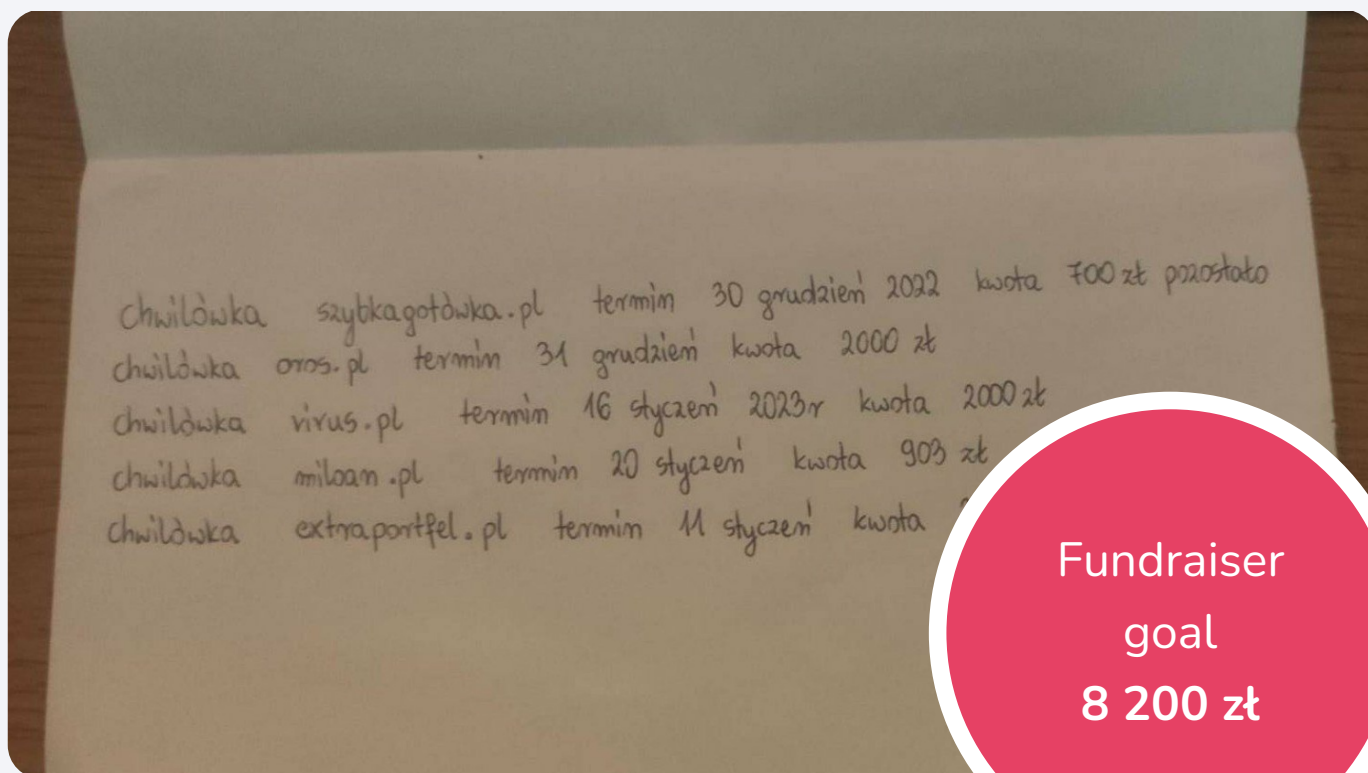 chwilówka szybkagotówka.pl termin 30 grudzień 2022 kwota 700 zł pozostało
chwilówka oros.pl termin 31 grudzień kwota 2000 zł
chwilówka virus.pl termin 16 styczeń 2023r kwota 2000 zł
chwilówka miloan.pl termin 20 styczeń kwota 903 zł
chwilówka extraportfel.pl termin 11 styczeń kwota
Fundraiser
goal
8 200 zł